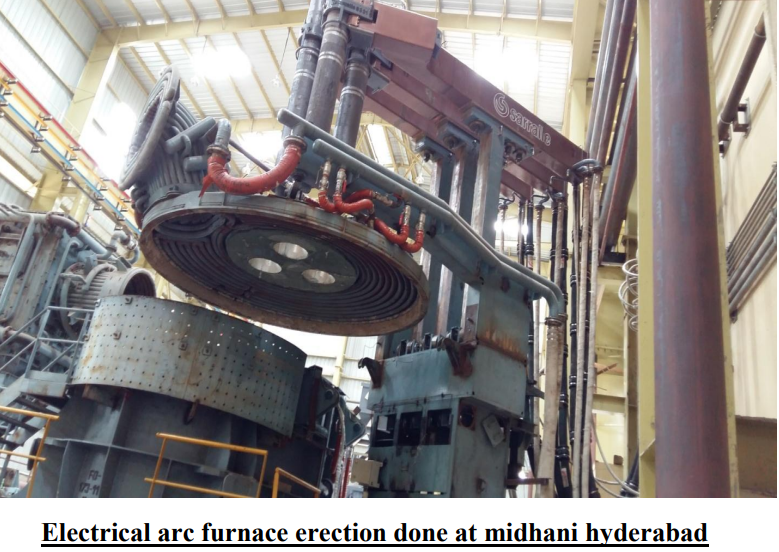 sarralle
Electrical arc furnace erection done at midhani hyderabad